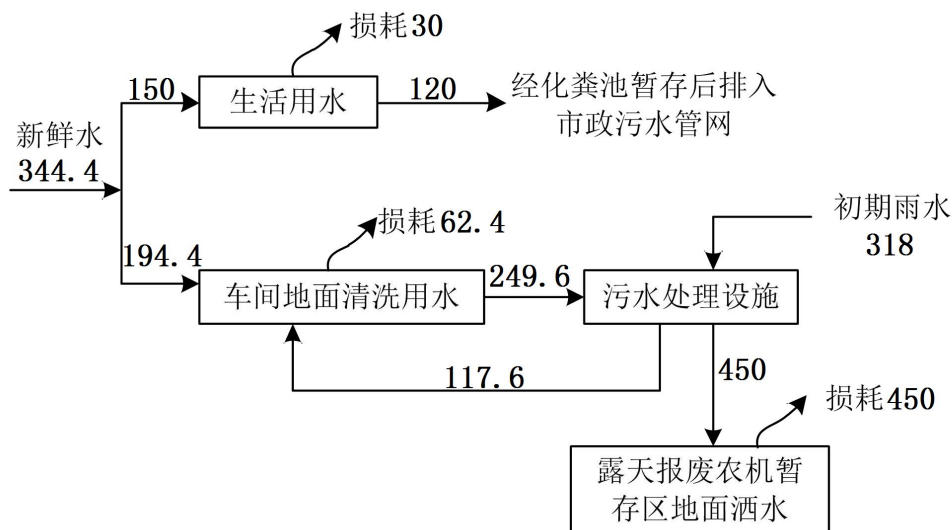 损耗30
150
生活用水
120
经化粪池暂存后排入
市政污水管网
新鲜水
344.4
损耗62.4
初期雨水
318
194.4
车间地面清洗用水
249.6
污水处理设施
117.6
450
损耗450
露天报废农机暂
存区地面洒水